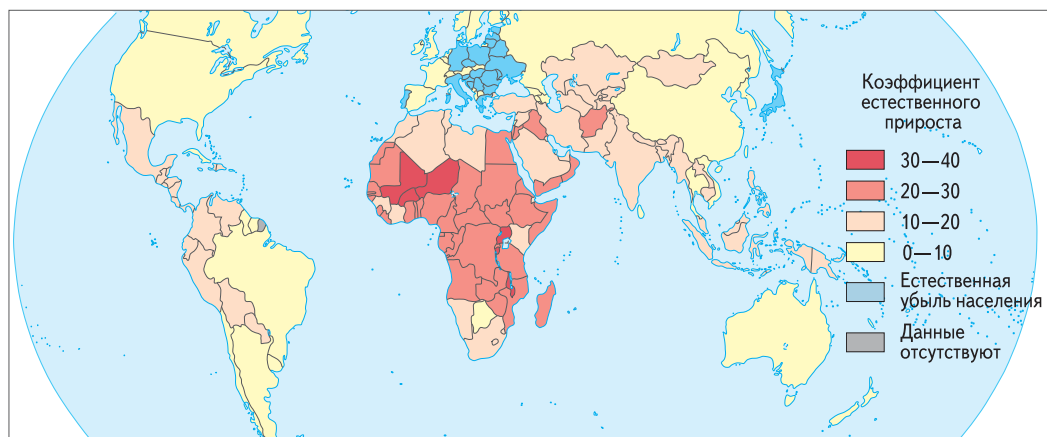 Коэффициент
естественного
прироста
30—40
20—30
10—20
0—10
Естественная
убыль населения
Данные
отсутствуют